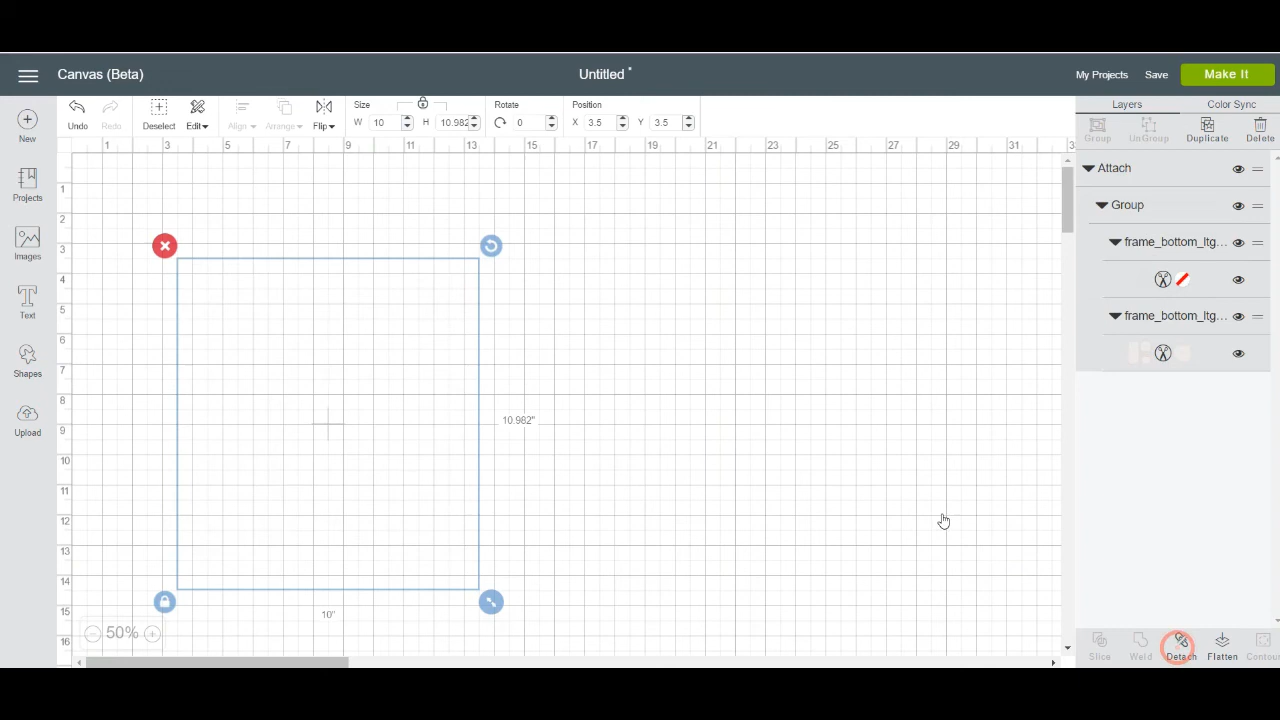 Canvas (Beta)
Untitled *
My Projects
Save
Make It
New
Projects
Images
Text
Shapes
Upload
Undo
Redo
Deselect
Edit
Align
Arrange
Flip
Size
W 10
H 10.982
Rotate
0
Position
X 3.5
Y 3.5
1 3 5 7 9 11 13 15 17 19 21 23 25 27 29 31
1
2
3
4
5
6
7
8
9
10
11
12
13
14
15
16
10.982"
10"
50%
Layers
Color Sync
Group
UnGroup
Duplicate
Delete
Attach
Group
frame_bottom_ltg...
frame_bottom_ltg...
Slice
Weld
Detach
Flatten
Contour